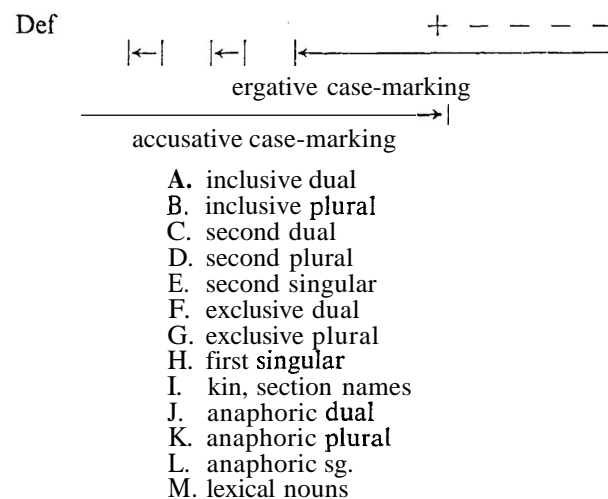 Def + – – – –
ergative case-marking
accusative case-marking
A. inclusive dual
B. inclusive plural
C. second dual
D. second plural
E. second singular
F. exclusive dual
G. exclusive plural
H. first singular
I. kin, section names
J. anaphoric dual
K. anaphoric plural
L. anaphoric sg.
M. lexical nouns